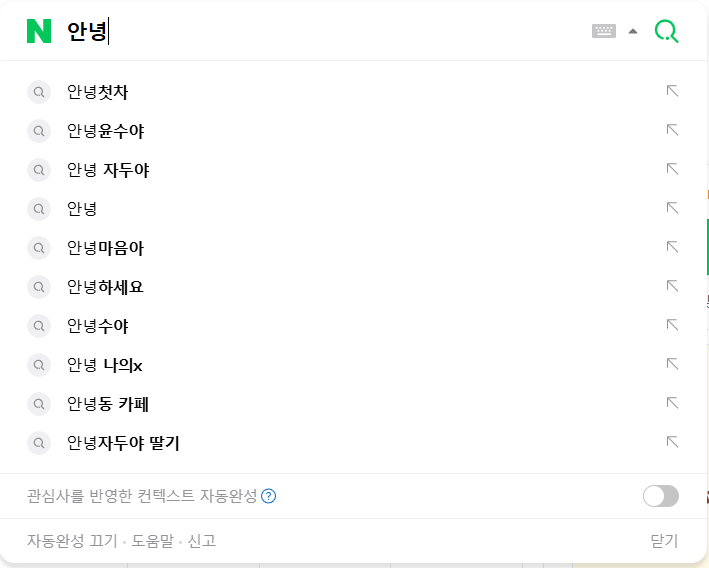 N 안녕
안녕첫차
안녕윤수야
안녕 자두야
안녕
안녕마음아
안녕하세요
안녕수야
안녕 나의x
안녕동 카페
안녕자두야 딸기
관심사를 반영한 컨텍스트 자동완성 ?
자동완성 끄기 · 도움말 · 신고 닫기